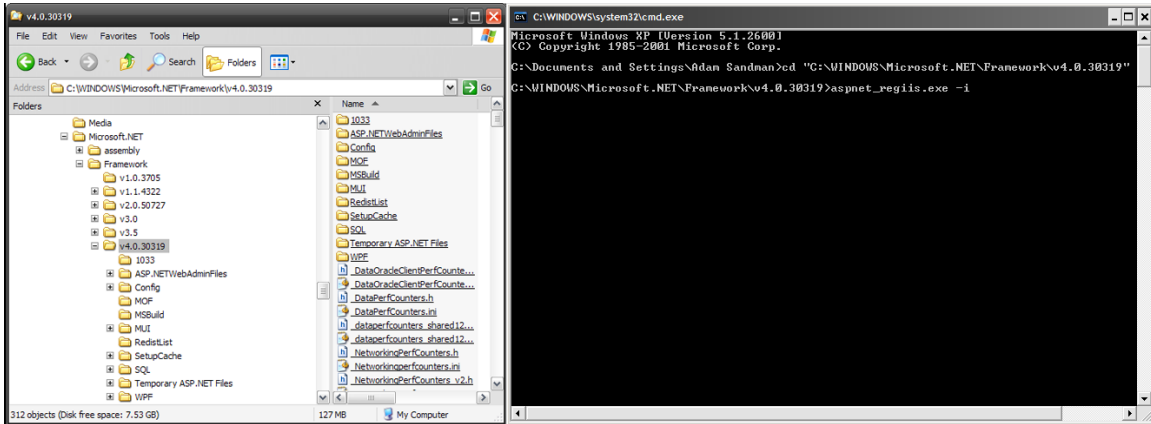 v4.0.30319
File Edit View Favorites Tools Help
Back Search Folders
Address C:\WINDOWS\Microsoft.NET\Framework\v4.0.30319 Go
Folders
Media
Microsoft.NET
assembly
Framework
v1.0.3705
v1.1.4322
v2.0.50727
v3.0
v3.5
v4.0.30319
1033
ASP.NETWebAdminFiles
Config
MOF
MSBuild
MUI
RedistList
SetupCache
SQL
Temporary ASP.NET Files
WPF
Name
1033
ASP.NETWebAdminFiles
Config
MOF
MSBuild
MUI
RedistList
SetupCache
SQL
Temporary ASP.NET Files
WPF
_DataOracleClientPerfCounte...
_DataOracleClientPerfCounte...
_DataPerfCounters.h
_DataPerfCounters.ini
_dataperfcounters_shared12...
_dataperfcounters_shared12...
_NetworkingPerfCounters.h
_Networkingperfcounters.ini
_NetworkingPerfCounters_v2.h
312 objects (Disk free space: 7.53 GB) 127 MB My Computer
C:\WINDOWS\system32\cmd.exe
Microsoft Windows XP [Version 5.1.2600]
(C) Copyright 1985-2001 Microsoft Corp.
C:\Documents and Settings\Adam Sandman>cd "C:\WINDOWS\Microsoft.NET\Framework\v4.0.30319"
C:\WINDOWS\Microsoft.NET\Framework\v4.0.30319>aspnet_regiis.exe -i